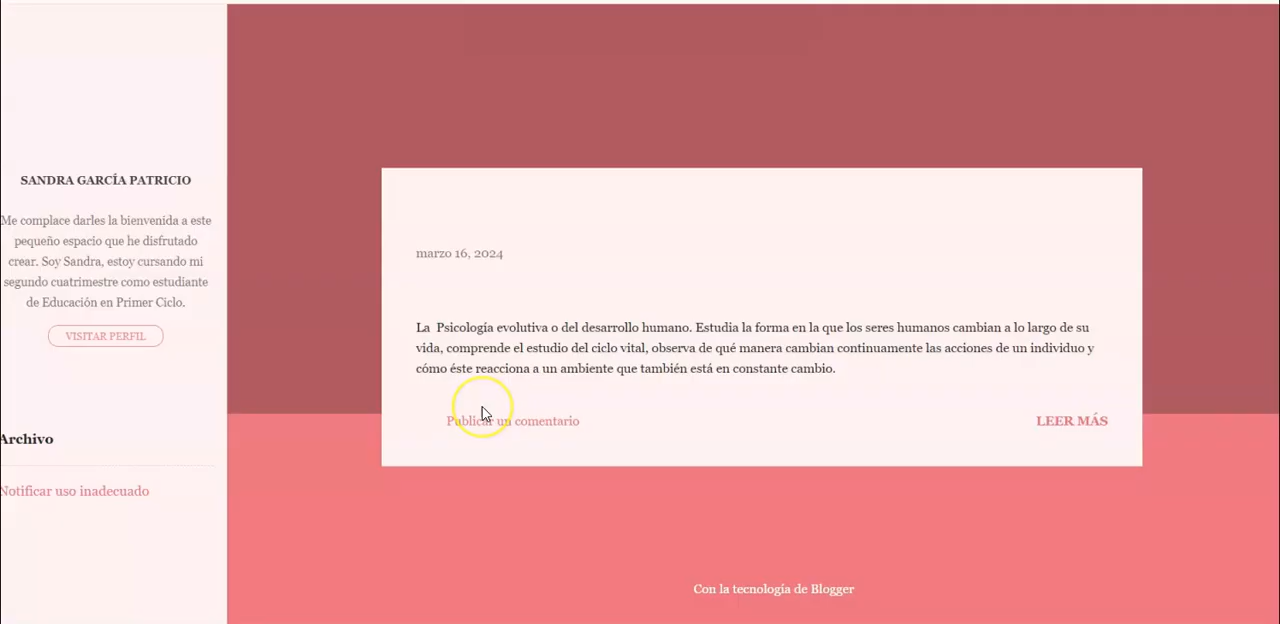 SANDRA GARCÍA PATRICIO
Me complace darles la bienvenida a este
pequeño espacio que he disfrutado
crear. Soy Sandra, estoy cursando mi
segundo cuatrimestre como estudiante
de Educación en Primer Ciclo.
VISITAR PERFIL
Archivo
Notificar uso inadecuado
marzo 16, 2024
La  Psicología evolutiva o del desarrollo humano. Estudia la forma en la que los seres humanos cambian a lo largo de su
vida, comprende el estudio del ciclo vital, observa de qué manera cambian continuamente las acciones de un individuo y
cómo éste reacciona a un ambiente que también está en constante cambio.
Publicar un comentario
LEER MÁS
Con la tecnología de Blogger